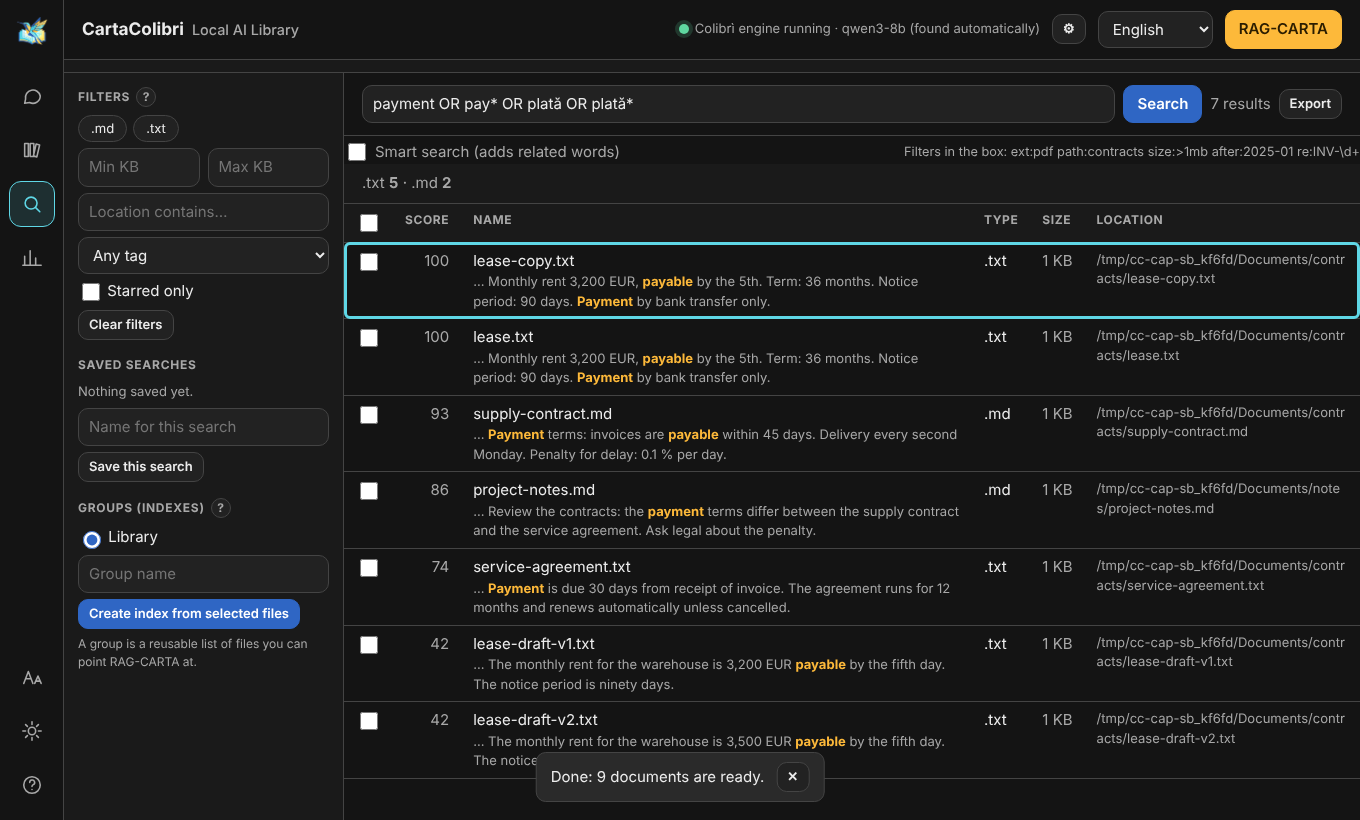 CartaColibri Local AI Library
Colibrì engine running · qwen3-8b (found automatically)
English
RAG-CARTA
FILTERS ?
.md .txt
Min KB Max KB
Location contains...
Any tag
Starred only
Clear filters
SAVED SEARCHES
Nothing saved yet.
Name for this search
Save this search
GROUPS (INDEXES) ?
Library
Group name
Create index from selected files
A group is a reusable list of files you can
point RAG-CARTA at.
payment OR pay* OR plată OR plată*
Search
7 results
Export
Smart search (adds related words)
Filters in the box: ext:pdf path:contracts size:>1mb after:2025-01 re:INV-\d+
.txt 5 · .md 2
SCORE NAME TYPE SIZE LOCATION
100 lease-copy.txt .txt 1 KB /tmp/cc-cap-sb_kf6fd/Documents/contr
acts/lease-copy.txt
... Monthly rent 3,200 EUR, payable by the 5th. Term: 36 months. Notice
period: 90 days. Payment by bank transfer only.
100 lease.txt .txt 1 KB /tmp/cc-cap-sb_kf6fd/Documents/contr
acts/lease.txt
... Monthly rent 3,200 EUR, payable by the 5th. Term: 36 months. Notice
period: 90 days. Payment by bank transfer only.
93 supply-contract.md .md 1 KB /tmp/cc-cap-sb_kf6fd/Documents/contr
acts/supply-contract.md
... Payment terms: invoices are payable within 45 days. Delivery every second
Monday. Penalty for delay: 0.1 % per day.
86 project-notes.md .md 1 KB /tmp/cc-cap-sb_kf6fd/Documents/note
s/project-notes.md
... Review the contracts: the payment terms differ between the supply contract
and the service agreement. Ask legal about the penalty.
74 service-agreement.txt .txt 1 KB /tmp/cc-cap-sb_kf6fd/Documents/contr
acts/service-agreement.txt
... Payment is due 30 days from receipt of invoice. The agreement runs for 12
months and renews automatically unless cancelled.
42 lease-draft-v1.txt .txt 1 KB /tmp/cc-cap-sb_kf6fd/Documents/contr
acts/lease-draft-v1.txt
... The monthly rent for the warehouse is 3,200 EUR payable by the fifth day.
The notice period is ninety days.
42 lease-draft-v2.txt .txt 1 KB /tmp/cc-cap-sb_kf6fd/Documents/contr
acts/lease-draft-v2.txt
... The monthly rent for the warehouse is 3,500 EUR payable by the fifth day.
The notice
Done: 9 documents are ready. ×
AA
?